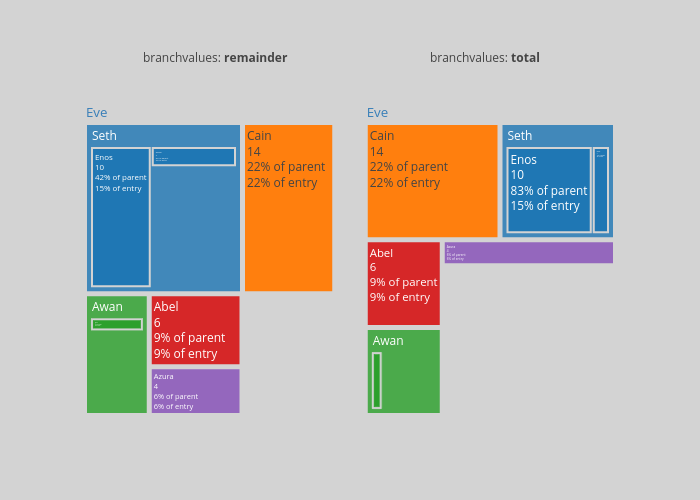 branchvalues: remainder
branchvalues: total
Eve
Seth
Enos
10
42% of parent
15% of entry
Cain
14
22% of parent
22% of entry
Awan
Abel
6
9% of parent
9% of entry
Azura
4
6% of parent
6% of entry
Eve
Cain
14
22% of parent
22% of entry
Seth
Enos
10
83% of parent
15% of entry
Abel
6
9% of parent
9% of entry
Awan